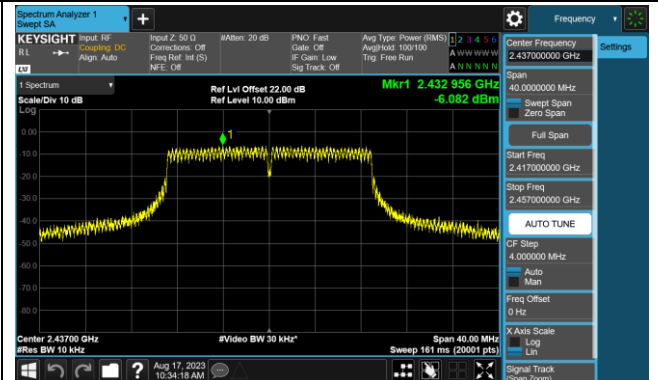 Spectrum Analyzer 1
Swept SA
Frequency
KEYSIGHT
RL
Input: RF
Coupling: DC
Align: Auto
Input Z: 50 Ω
Corrections: Off
Freq Ref: Int (S)
NFE: Off
#Atten: 20 dB
PNO: Fast
Gate: Off
IF Gain: Low
Sig Track: Off
Avg Type: Power (RMS)
Avg|Hold: 100/100
Trig: Free Run
1 2 3 4 5 6
A W W W W W
A N N N N N
LXI
1 Spectrum
Scale/Div 10 dB
Log
Ref Lvl Offset 22.00 dB
Ref Level 10.00 dBm
Mkr1 2.432 956 GHz
-6.082 dBm
1
0.00
-10.0
-20.0
-30.0
-40.0
-50.0
-60.0
-70.0
-80.0
Center 2.43700 GHz
#Res BW 10 kHz
#Video BW 30 kHz*
Span 40.00 MHz
Sweep 161 ms (20001 pts)
Aug 17, 2023
10:34:18 AM
Center Frequency
2.437000000 GHz
Settings
Span
40.0000000 MHz
Swept Span
Zero Span
Full Span
Start Freq
2.417000000 GHz
Stop Freq
2.457000000 GHz
AUTO TUNE
CF Step
4.000000 MHz
Auto
Man
Freq Offset
0 Hz
X Axis Scale
Log
Lin
Signal Track
(Span Zoom)